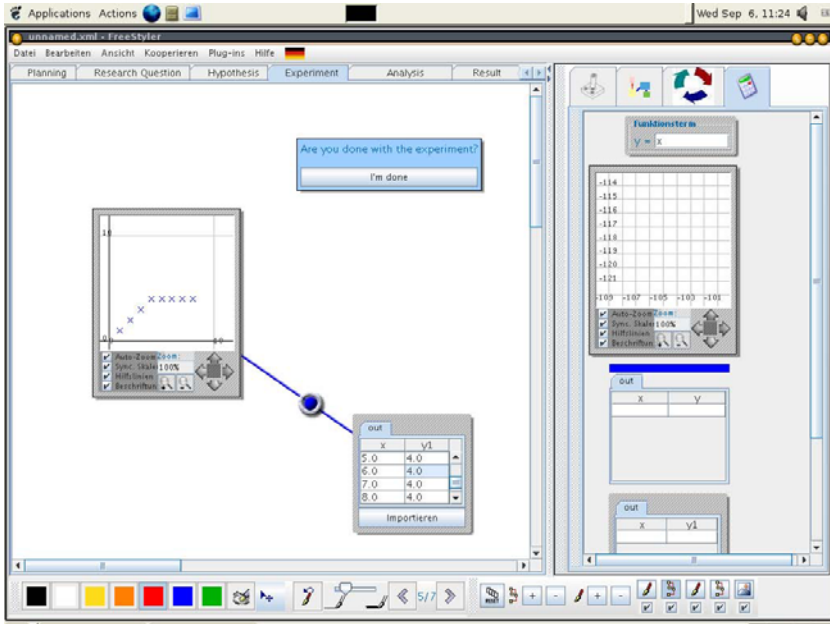 Applications Actions Wed Sep 6, 11:24
unnamed.xml - FreeStyler
Datei Bearbeiten Ansicht Kooperieren Plug-ins Hilfe
Planning Research Question Hypothesis Experiment Analysis Result
Are you done with the experiment?
I'm done
10
0
10
Auto-Zoom Zoom:
Sync. Skaler 100%
Hilfslinien
Beschriftun
out
x y1
5.0 4.0
6.0 4.0
7.0 4.0
8.0 4.0
Importieren
Funktionsterm
y = x
-114
-115
-116
-117
-118
-119
-120
-121
-109 -107 -105 -103 -101
Auto-Zoom Zoom:
Sync. Skaler 100%
Hilfslinien
Beschriftun
out
x y
out
x y1
5/7
RESET + - + -